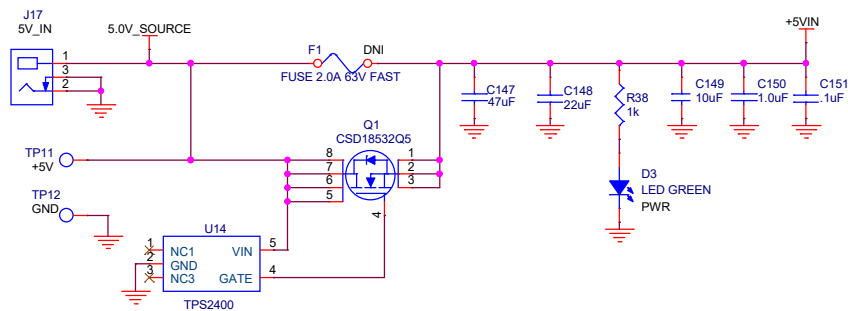 J17
5V_IN
5.0V_SOURCE
+5VIN
F1
DNI
FUSE 2.0A 63V FAST
1
3
2
C147
47uF
C148
22uF
R38
1k
C149
10uF
C150
1.0uF
C151
.1uF
Q1
CSD18532Q5
TP11
+5V
8
7
6
5
1
2
3
4
TP12
GND
D3
LED GREEN
PWR
U14
1
2
3
NC1
GND
NC3
VIN
GATE
5
4
TPS2400